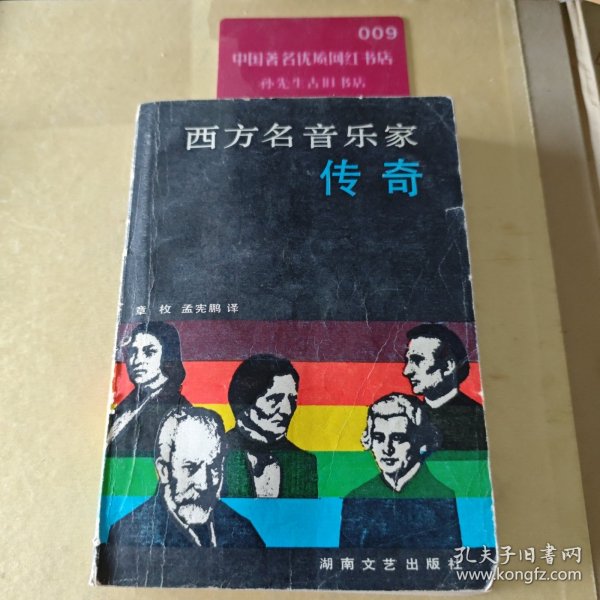 009
中国著名优质网红书店
孙先生古旧书店
西方名音乐家
传奇
章枚 孟宪鹏 译
湖南文艺出版社
孔夫子旧书网
www.kongfz.com